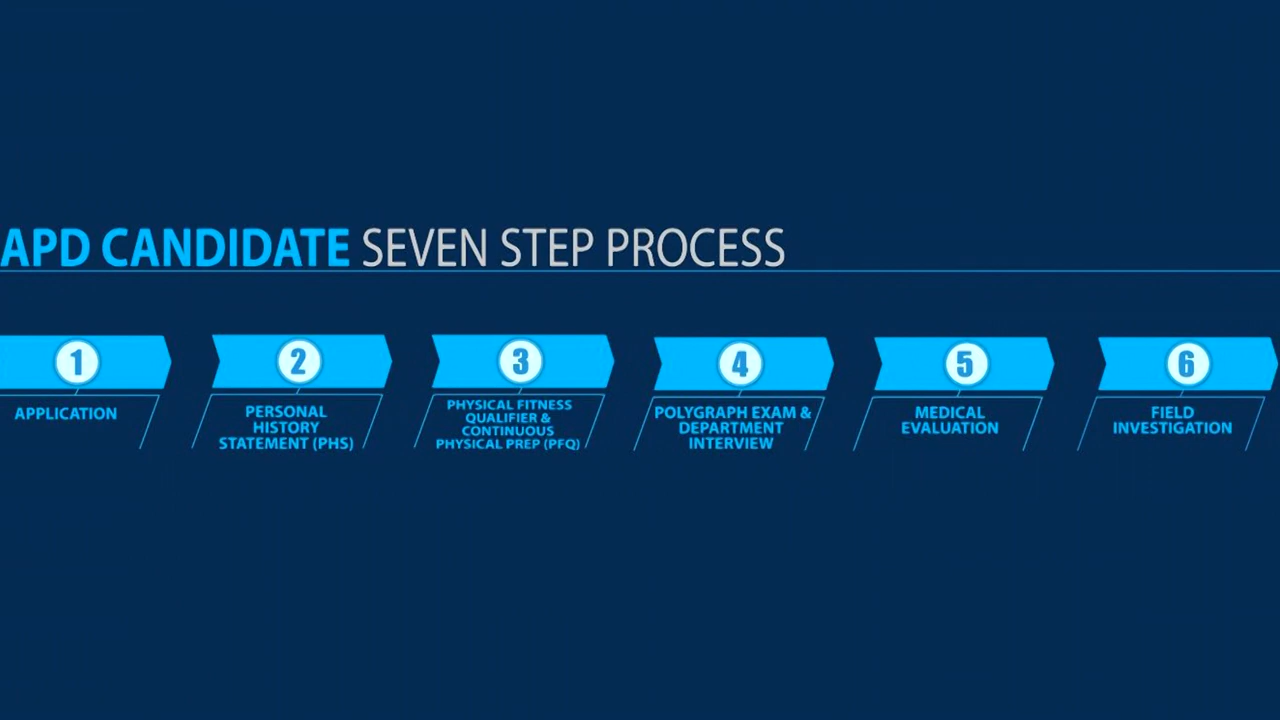 APD CANDIDATE SEVEN STEP PROCESS
1
APPLICATION
2
PERSONAL
HISTORY
STATEMENT (PHS)
3
PHYSICAL FITNESS
QUALIFIER &
CONTINUOUS
PHYSICAL PREP (PFQ)
4
POLYGRAPH EXAM &
DEPARTMENT
INTERVIEW
5
MEDICAL
EVALUATION
6
FIELD
INVESTIGATION